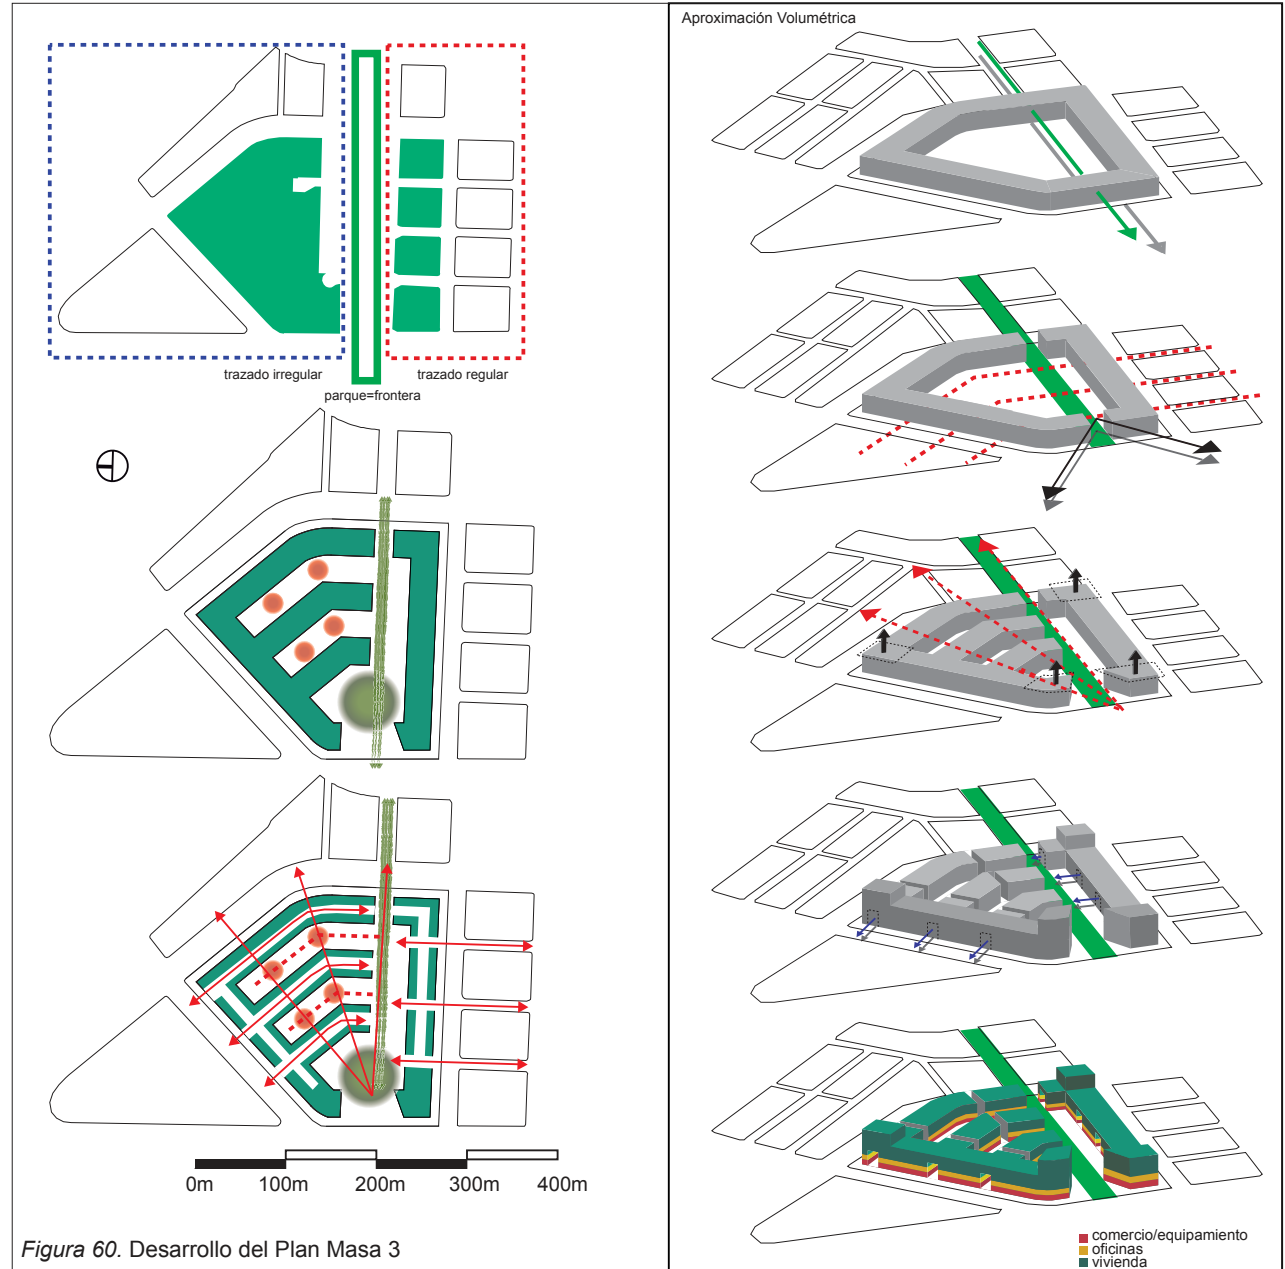 Aproximación Volumétrica
trazado irregular
trazado regular
parque=frontera
0m 100m 200m 300m 400m
Figura 60. Desarrollo del Plan Masa 3
comercio/equipamiento
oficinas
vivienda